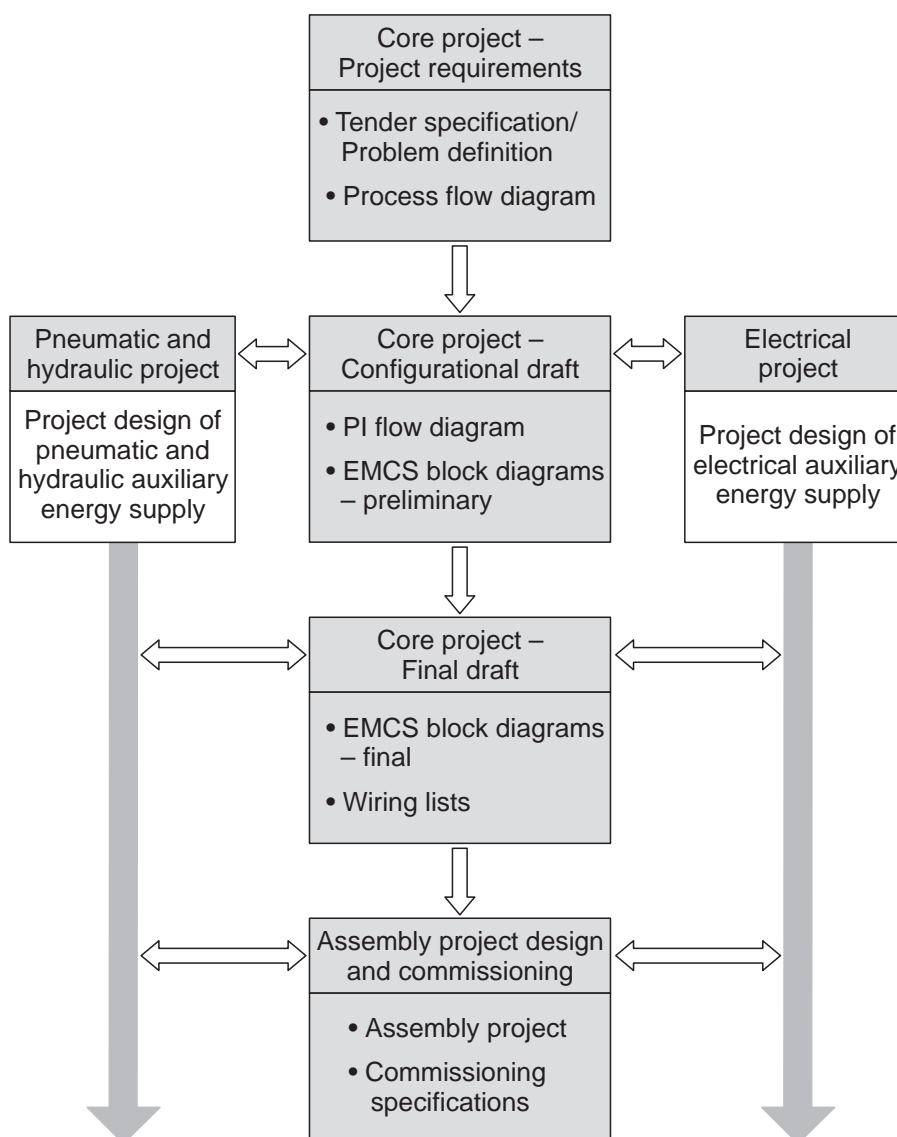 Core project –
Project requirements
• Tender specification/
Problem definition
• Process flow diagram
Pneumatic and
hydraulic project
Project design of
pneumatic and
hydraulic auxiliary
energy supply
Core project –
Configurational draft
• PI flow diagram
• EMCS block diagrams
– preliminary
Electrical
project
Project design of
electrical auxiliary
energy supply
Core project –
Final draft
• EMCS block diagrams
– final
• Wiring lists
Assembly project design
and commissioning
• Assembly project
• Commissioning
specifications